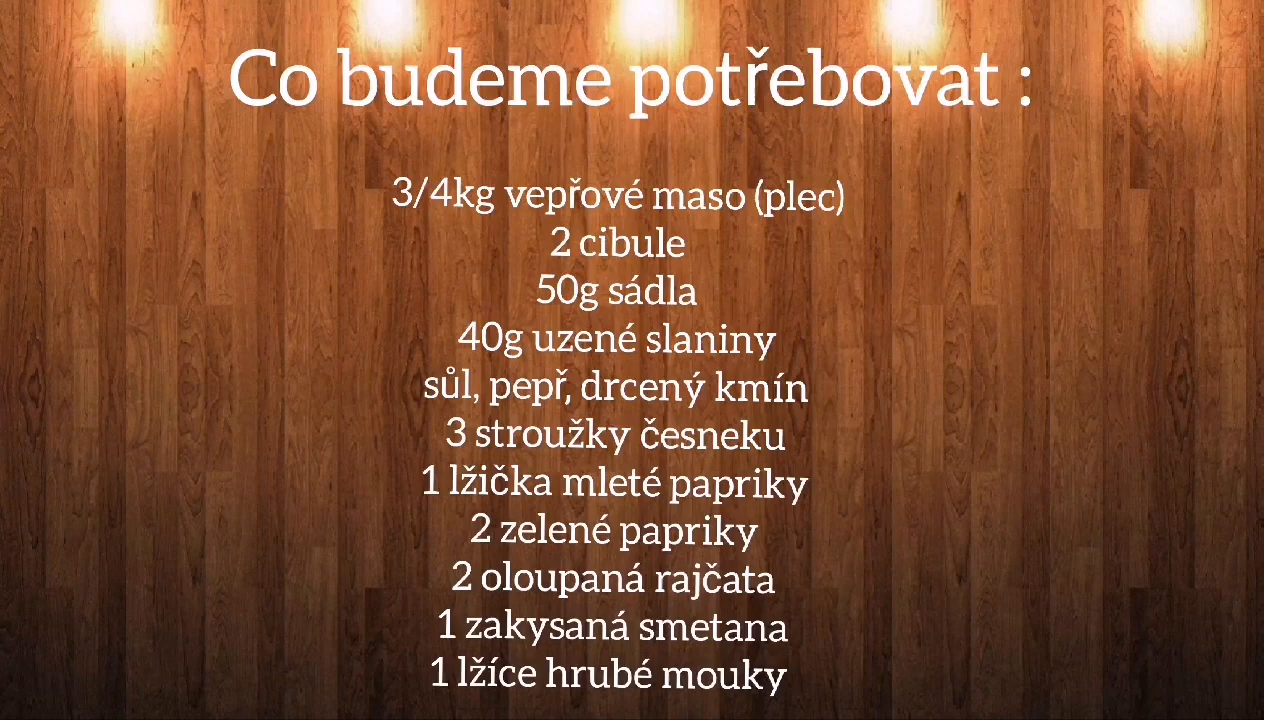 Co budeme potřebovat :
3/4kg vepřové maso (plec)
2 cibule
50g sádla
40g uzené slaniny
sůl, pepř, drcený kmín
3 stroužky česneku
1 lžička mleté papriky
2 zelené papriky
2 oloupaná rajčata
1 zakysaná smetana
1 lžíce hrubé mouky